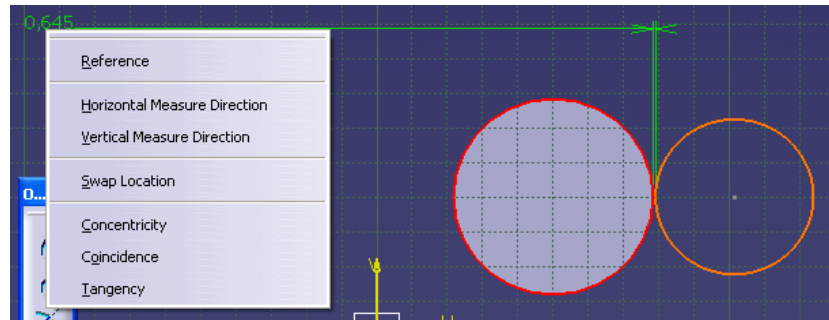 0,645
Reference
Horizontal Measure Direction
Vertical Measure Direction
Swap Location
O...
Concentricity
Coincidence
Tangency
V